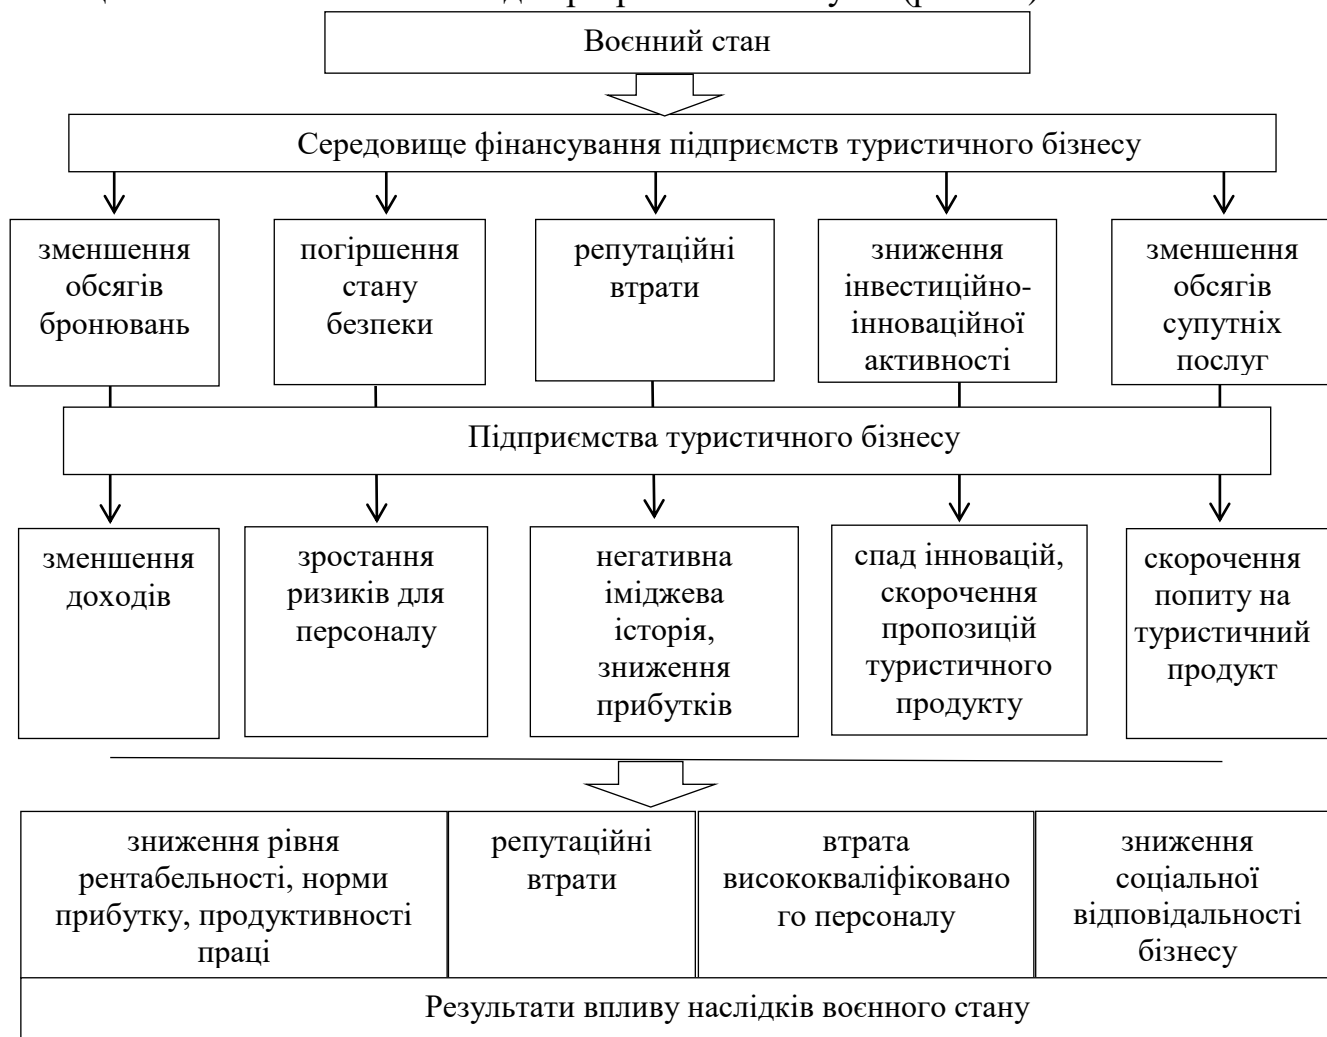 Воєнний стан
Середовище фінансування підприємств туристичного бізнесу
зменшення
обсягів
бронювань
погіршення
стану
безпеки
репутаційні
втрати
зниження
інвестиційно-
інноваційної
активності
зменшення
обсягів
супутніх
послуг
Підприємства туристичного бізнесу
зменшення
доходів
зростання
ризиків для
персоналу
негативна
іміджева
історія,
зниження
прибутків
спад інновацій,
скорочення
пропозицій
туристичного
продукту
скорочення
попиту на
туристичний
продукт
зниження рівня
рентабельності, норми
прибутку, продуктивності
праці
репутаційні
втрати
втрата
висококваліфіковано
го персоналу
зниження
соціальної
відповідальності
бізнесу
Результати впливу наслідків воєнного стану